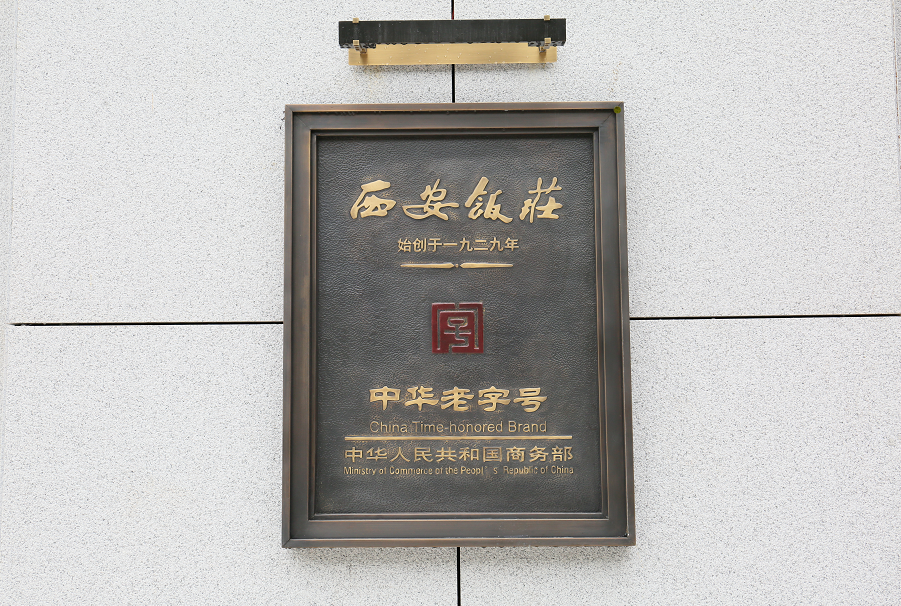 西安飯莊
始创于一九二九年
中华老字号
China Time-honored Brand
中华人民共和国商务部
Ministry of Commerce of the Peopl's Republic of China